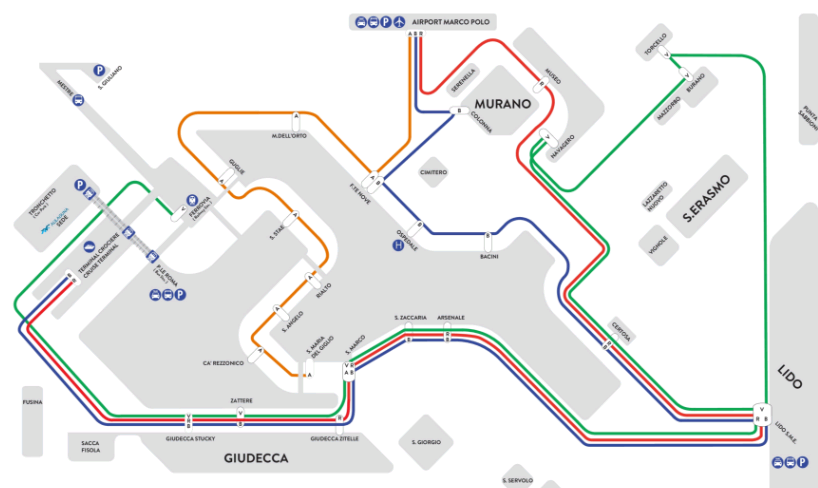 AIRPORT MARCO POLO
A B R
P
S. GIULIANO
MESTRE
SERENELLA
MURANO
MUSEO
R
B
COLONNA
TORCELLO
V
V
BURANO
MAZZORBO
PUNTA
SABBIONI
A
M.DELL'ORTO
V
NAVAGERO
CIMITERO
GUGLIE
A
A
B
F.TE NOVE
LAZZARETTO
NUOVO
S.ERASMO
VIGNOLE
P
TRONCHETTO
( Car Park )
SEDE
V
FERROVIA
S. STAE
A
B
OSPEDALE
H
B
BACINI
TERMINAL CROCIERE
CRUISE TERMINAL
P.LE ROMA
P
A
RIALTO
A
S. ANGELO
A
CA' REZZONICO
S. MARIA
DEL GIGLIO
A
S. MARCO
V R
A B
S. ZACCARIA
ARSENALE
CERTOSA
LIDO
V
R B
LIDO S.M.E.
P
FUSINA
SACCA
FISOLA
ZATTERE
V
GIUDECCA STUCKY
GIUDECCA ZITELLE
GIUDECCA
S. GIORGIO
S. SERVOLO